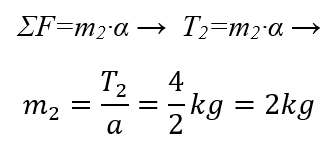 ΣF=m₂·α → T₂=m₂·α →
m₂ = T₂/a = 4/2 kg = 2kg